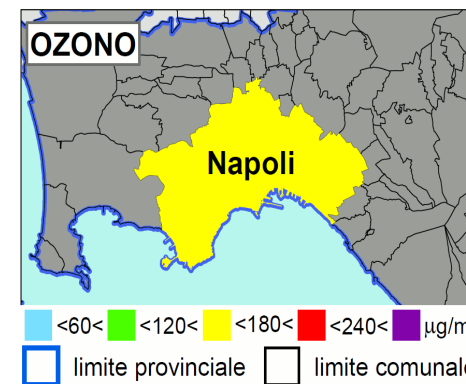 OZONO
Napoli
<60< <120< <180< <240< µg/m
limite provinciale limite comunale